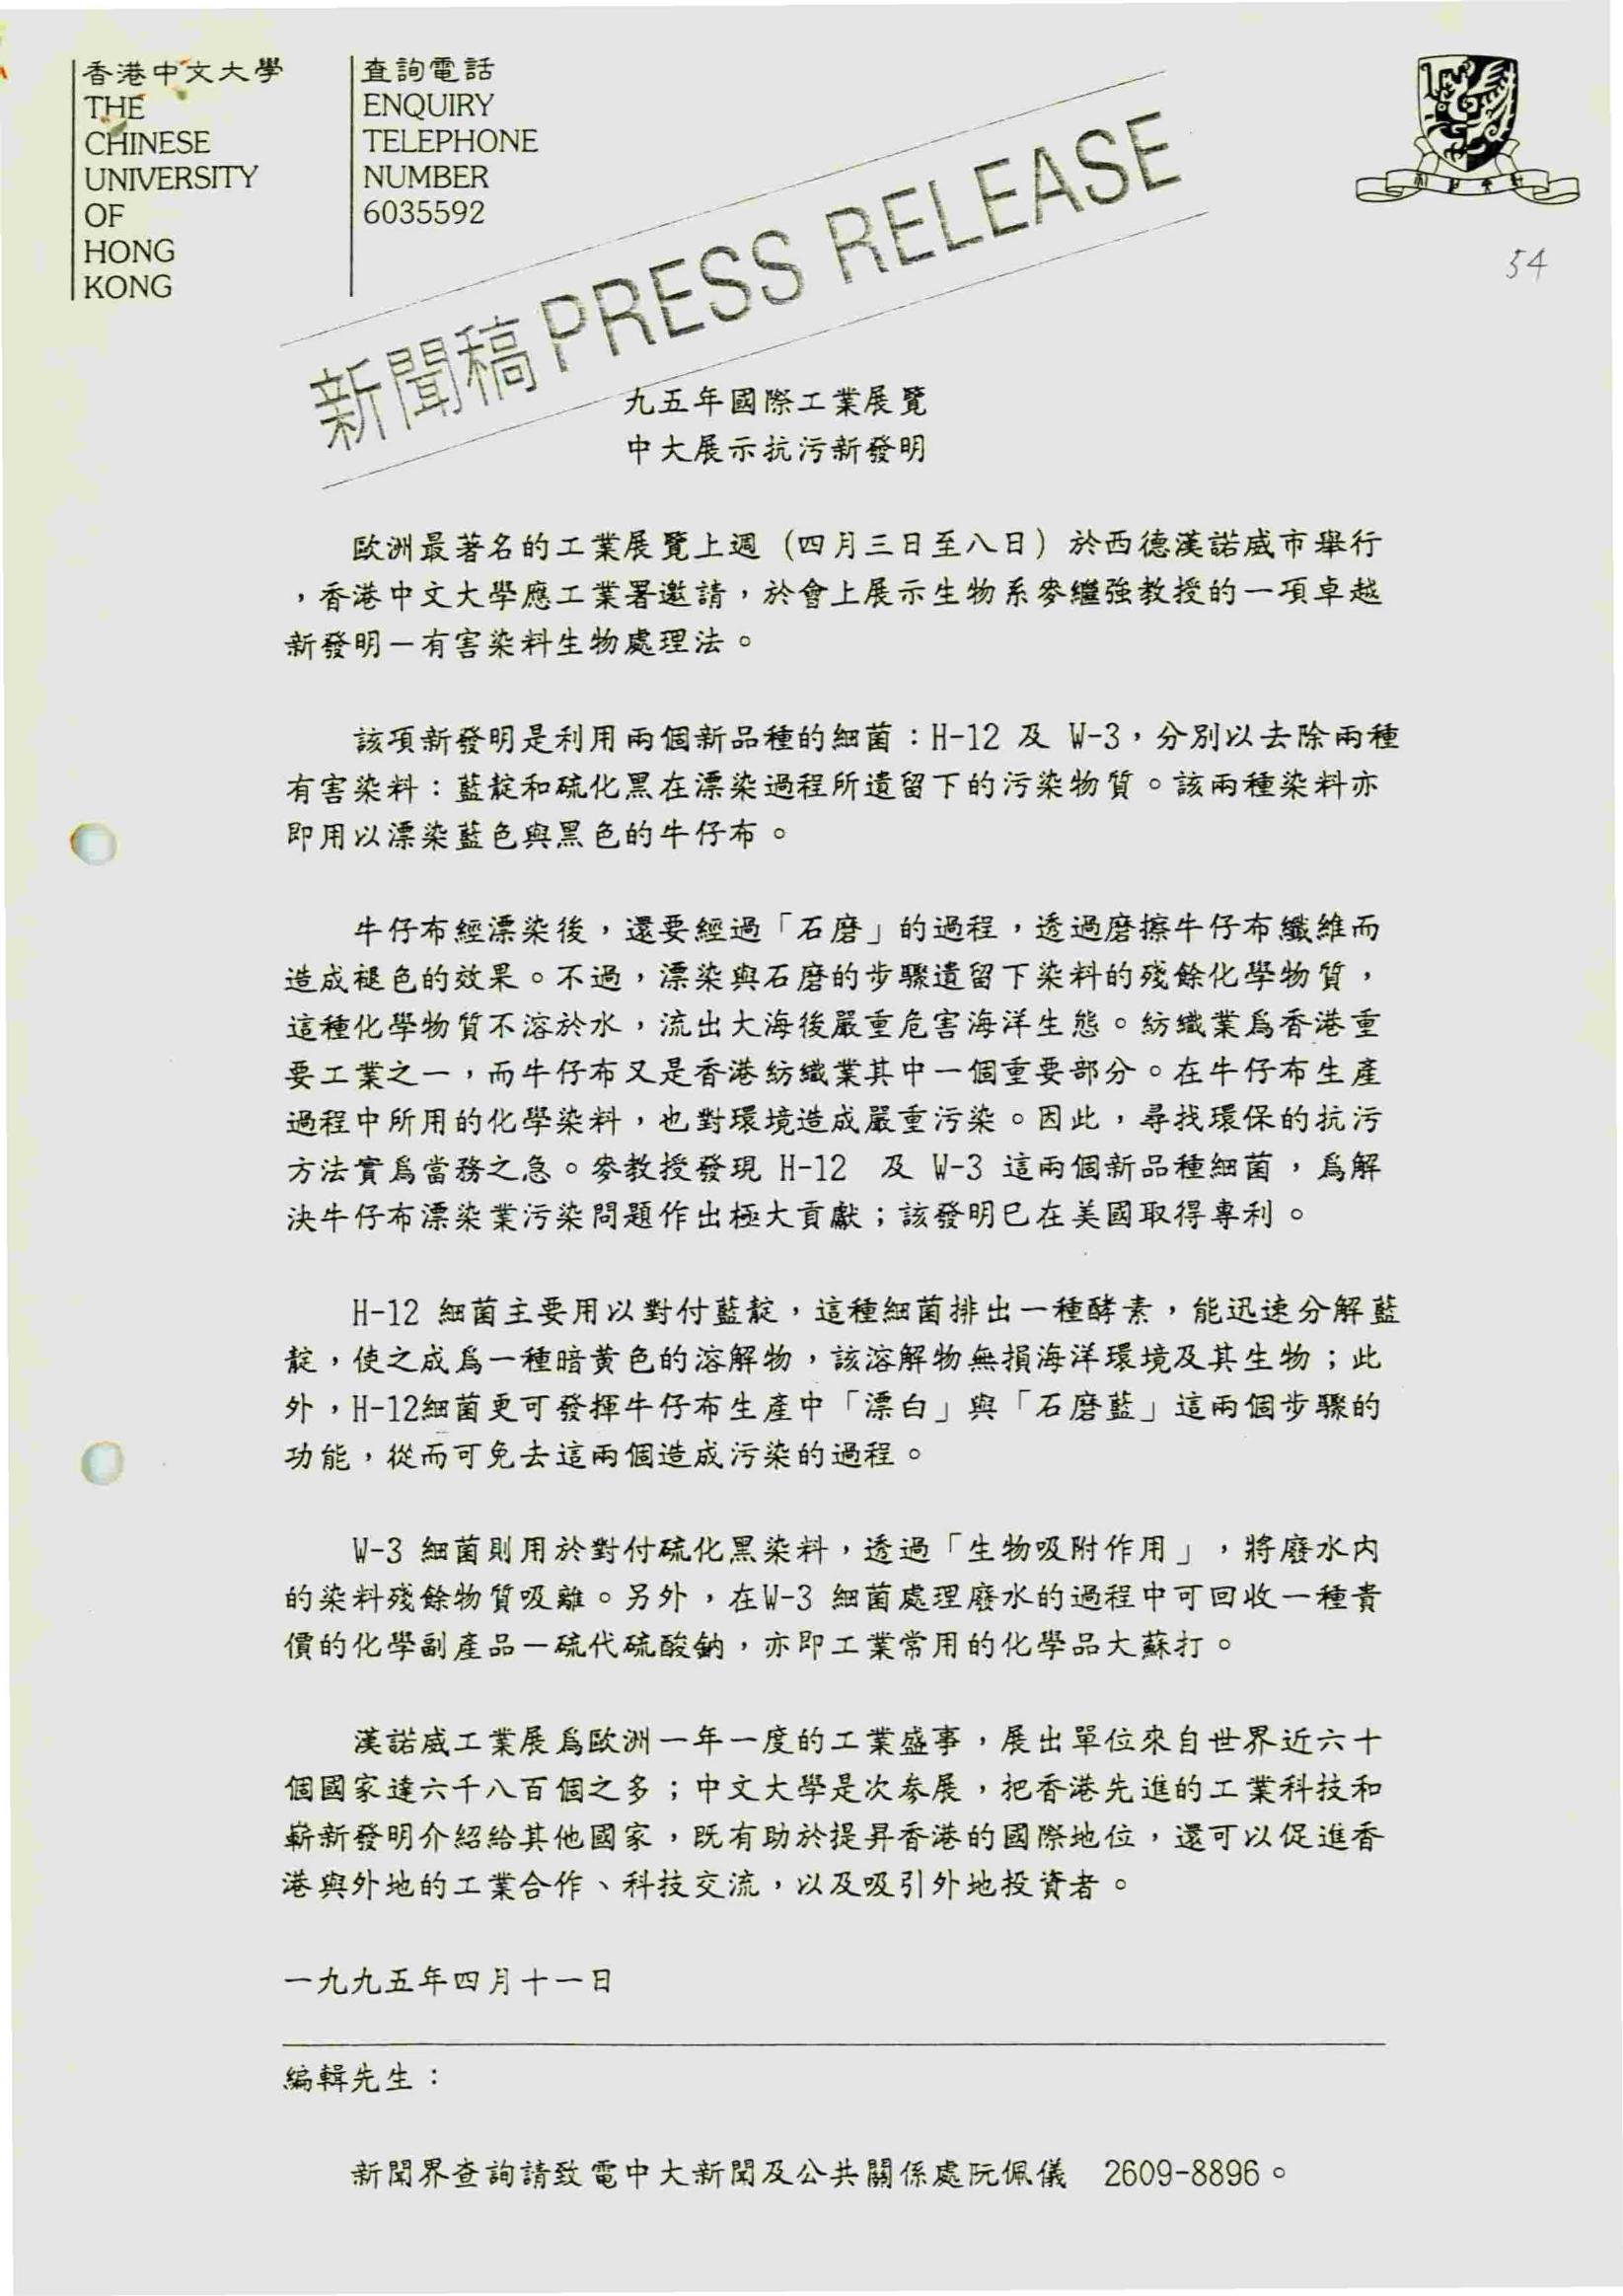 香港中文大學
THE
CHINESE
UNIVERSITY
OF
HONG
KONG
查詢電話
ENQUIRY
TELEPHONE
NUMBER
6035592
54
新聞稿 PRESS RELEASE
九五年國際工業展覽
中大展示抗污新發明
歐洲最著名的工業展覽上週（四月三日至八日）於西德漢諾威市舉行
，香港中文大學應工業署邀請，於會上展示生物系麥繼強教授的一項卓越
新發明－有害染料生物處理法。
該項新發明是利用兩個新品種的細菌：H-12 及 W-3，分別以去除兩種
有害染料：藍靛和硫化黑在漂染過程所遺留下的污染物質。該兩種染料亦
即用以漂染藍色與黑色的牛仔布。
牛仔布經漂染後，還要經過「石磨」的過程，透過磨擦牛仔布纖維而
造成褪色的效果。不過，漂染與石磨的步驟遺留下染料的殘餘化學物質，
這種化學物質不溶於水，流出大海後嚴重危害海洋生態。紡織業爲香港重
要工業之一，而牛仔布又是香港紡織業其中一個重要部分。在牛仔布生產
過程中所用的化學染料，也對環境造成嚴重污染。因此，尋找環保的抗污
方法實爲當務之急。麥教授發現 H-12 及 W-3 這兩個新品種細菌，爲解
決牛仔布漂染業污染問題作出極大貢獻；該發明已在美國取得專利。
H-12 細菌主要用以對付藍靛，這種細菌排出一種酵素，能迅速分解藍
靛，使之成爲一種暗黃色的溶解物，該溶解物無損海洋環境及其生物；此
外，H-12細菌更可發揮牛仔布生產中「漂白」與「石磨藍」這兩個步驟的
功能，從而可免去這兩個造成污染的過程。
W-3 細菌則用於對付硫化黑染料，透過「生物吸附作用」，將廢水內
的染料殘餘物質吸離。另外，在W-3 細菌處理廢水的過程中可回收一種貴
價的化學副產品－硫代硫酸鈉，亦即工業常用的化學品大蘇打。
漢諾威工業展爲歐洲一年一度的工業盛事，展出單位來自世界近六十
個國家達六千八百個之多；中文大學是次參展，把香港先進的工業科技和
嶄新發明介紹給其他國家，既有助於提昇香港的國際地位，還可以促進香
港與外地的工業合作、科技交流，以及吸引外地投資者。
一九九五年四月十一日
編輯先生：
新聞界查詢請致電中大新聞及公共關係處阮佩儀 2609-8896。